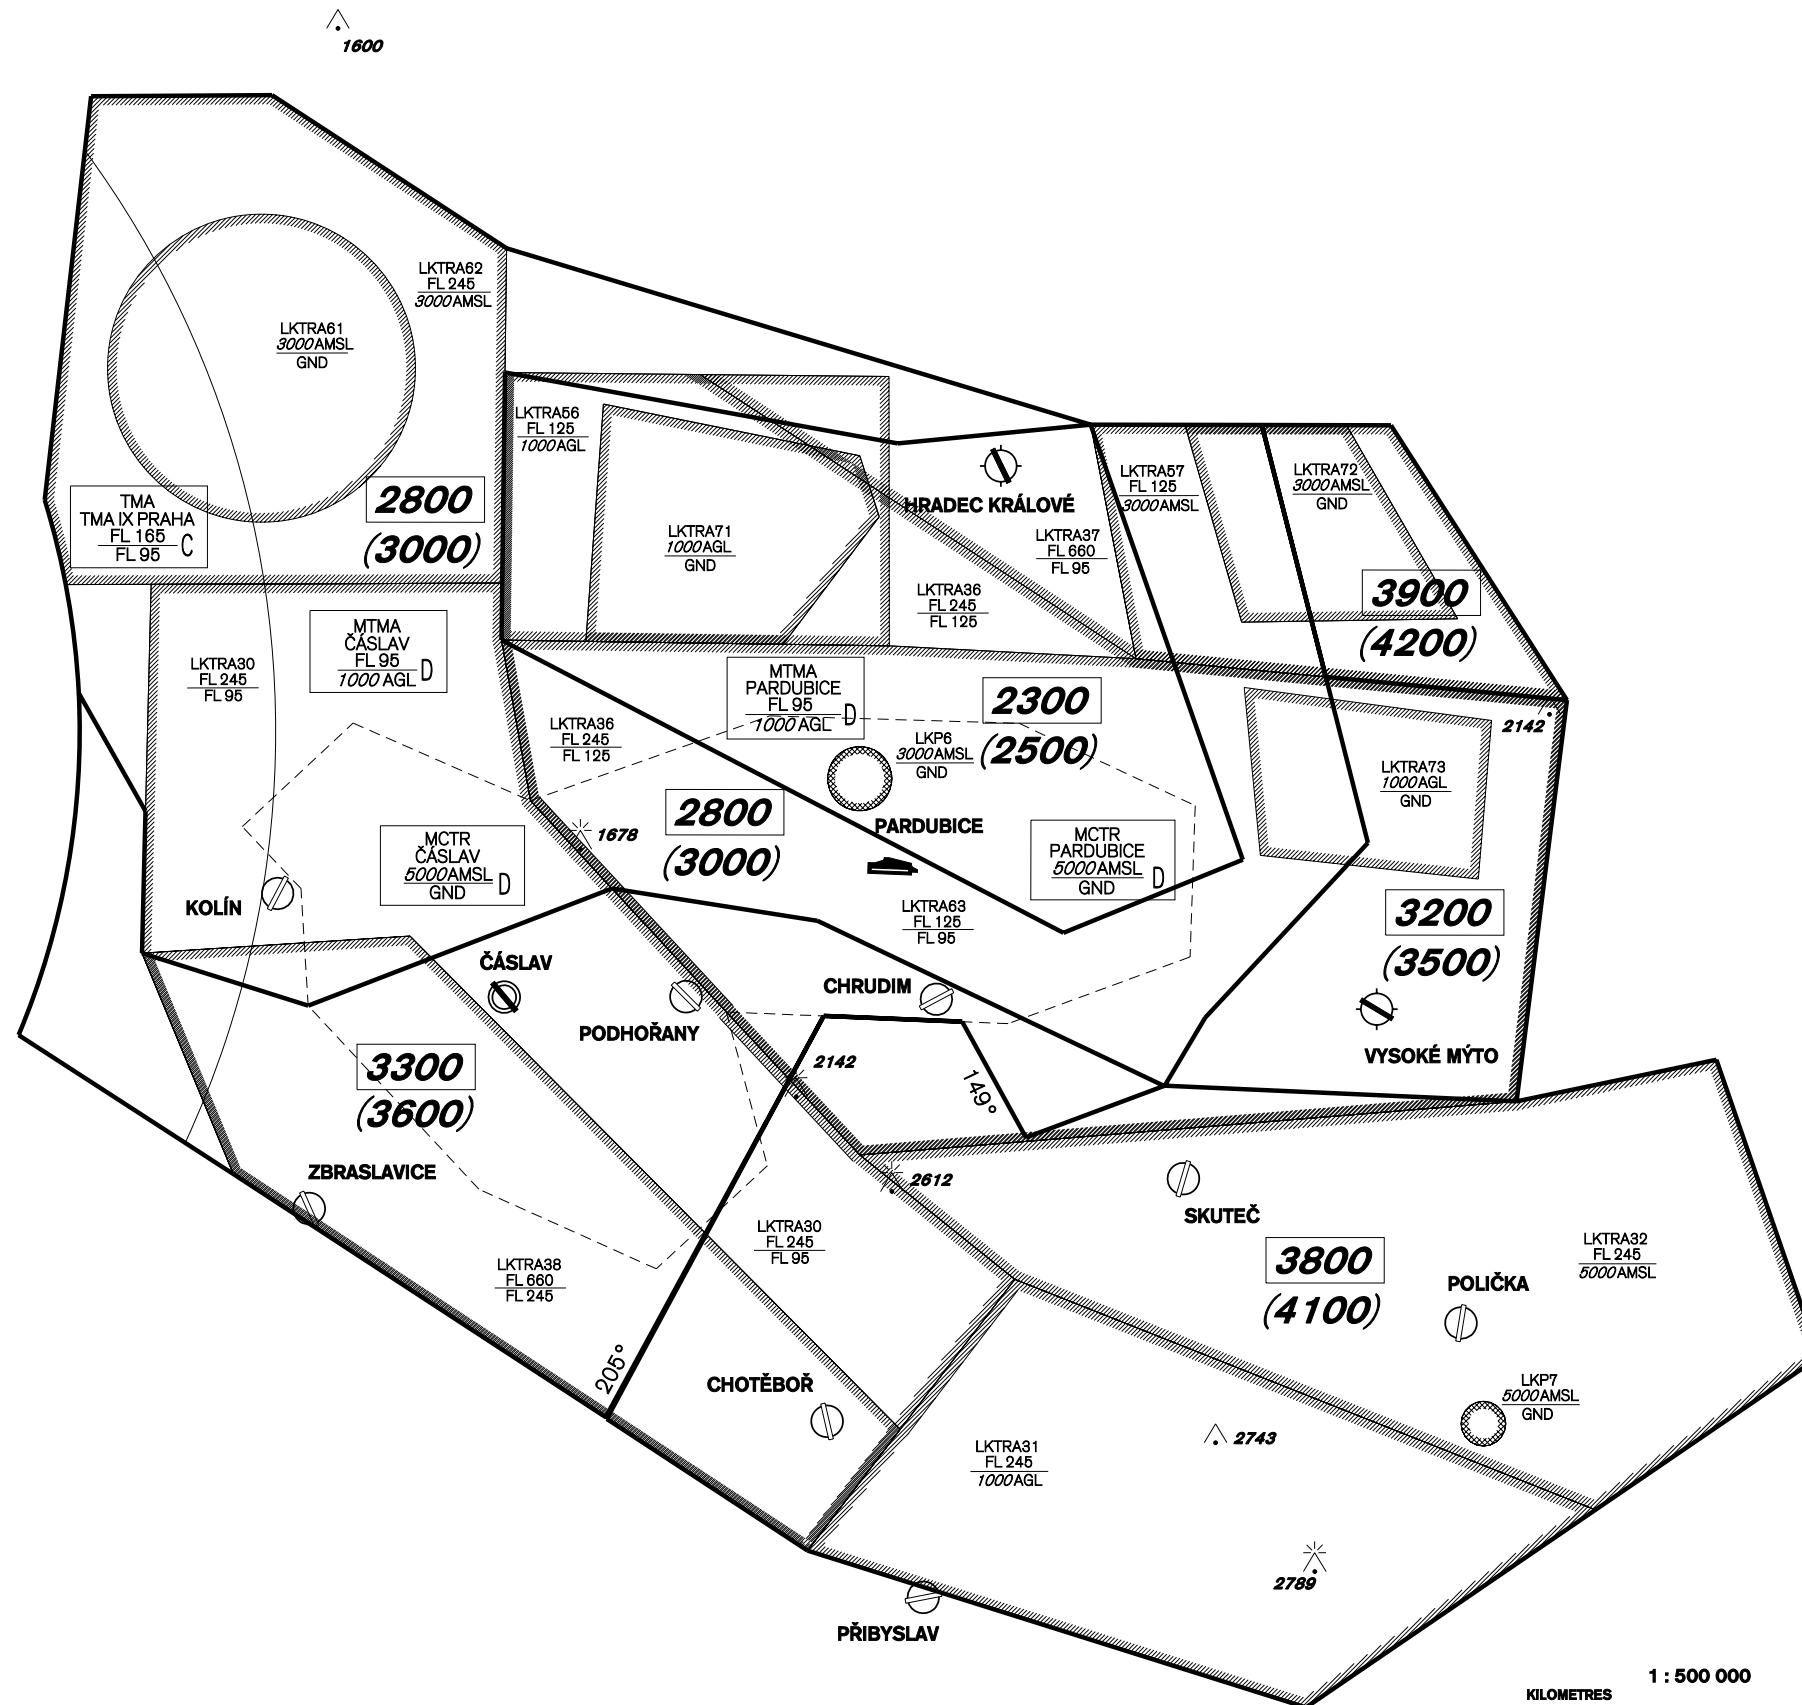 1600
LKTRA62
FL 245
3000 AMSL
LKTRA61
3000 AMSL
GND
TMA
TMA IX PRAHA
FL 165
FL 95
C
2800
(3000)
LKTRA56
FL 125
1000 AGL
LKTRA71
1000 AGL
GND
HRADEC KRÁLOVÉ
LKTRA37
FL 660
FL 95
LKTRA57
FL 125
3000 AMSL
LKTRA72
3000 AMSL
GND
LKTRA36
FL 245
FL 125
3900
(4200)
MTMA
ČÁSLAV
FL 95
1000 AGL
D
LKTRA30
FL 245
FL 95
MTMA
PARDUBICE
FL 95
1000 AGL
D
2300
(2500)
LKTRA36
FL 245
FL 125
LKP6
3000 AMSL
GND
2142
LKTRA73
1000 AGL
GND
2800
(3000)
1678
PARDUBICE
MCTR
ČÁSLAV
5000 AMSL
GND
D
MCTR
PARDUBICE
5000 AMSL
GND
D
KOLÍN
LKTRA63
FL 125
FL 95
3200
(3500)
ČÁSLAV
CHRUDIM
PODHOŘANY
VYSOKÉ MÝTO
3300
(3600)
2142
149°
ZBRASLAVICE
2612
SKUTEČ
LKTRA30
FL 245
FL 95
LKTRA38
FL 660
FL 245
3800
(4100)
LKTRA32
FL 245
5000 AMSL
POLIČKA
205°
CHOTĚBOŘ
LKP7
5000 AMSL
GND
LKTRA31
FL 245
1000 AGL
2743
2789
PŘIBYSLAV
1 : 500 000
KILOMETRES